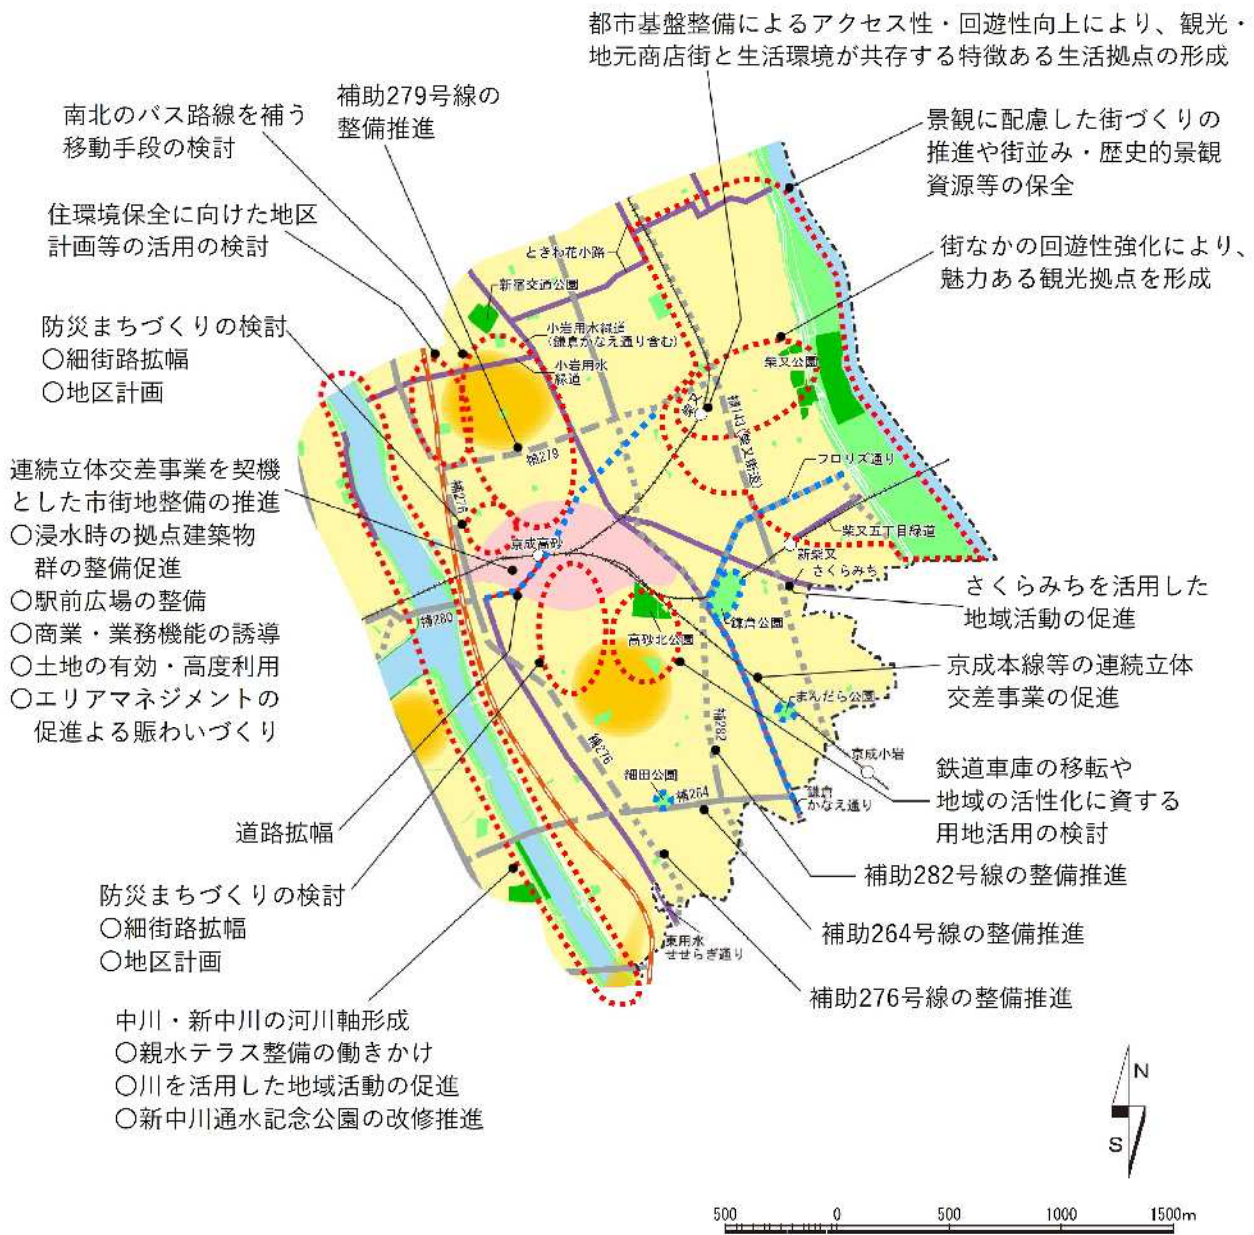 都市基盤整備によるアクセス性・回遊性向上により、観光・
地元商店街と生活環境が共存する特徴ある生活拠点の形成
補助279号線の
整備推進
南北のバス路線を補う
移動手段の検討
景観に配慮した街づくりの
推進や街並み・歴史的景観
資源等の保全
住環境保全に向けた地区
計画等の活用の検討
街なかの回遊性強化により、
魅力ある観光拠点を形成
防災まちづくりの検討
〇細街路拡幅
〇地区計画
連続立体交差事業を契機
とした市街地整備の推進
〇浸水時の拠点建築物
群の整備促進
〇駅前広場の整備
〇商業・業務機能の誘導
〇土地の有効・高度利用
〇エリアマネジメントの
促進よる賑わいづくり
ときわ花小路
新宿交通公園
小岩用水緑道
(鎌倉かなえ通り含む)
小岩用水
緑道
柴又公園
柴又
補143(柴又街道)
補279
フロリズ通り
補276
柴又五丁目緑道
京成高砂
新柴又
さくらみち
補280
高砂北公園
鎌倉公園
まんだら公園
補282
補276
京成小岩
細田公園
補264
鎌倉
かなえ通り
東用水
せせらぎ通り
さくらみちを活用した
地域活動の促進
京成本線等の連続立体
交差事業の促進
鉄道車庫の移転や
地域の活性化に資する
用地活用の検討
道路拡幅
補助282号線の整備推進
防災まちづくりの検討
〇細街路拡幅
〇地区計画
補助264号線の整備推進
補助276号線の整備推進
中川・新中川の河川軸形成
〇親水テラス整備の働きかけ
〇川を活用した地域活動の促進
〇新中川通水記念公園の改修推進
N
S
500 0 500 1000 1500m